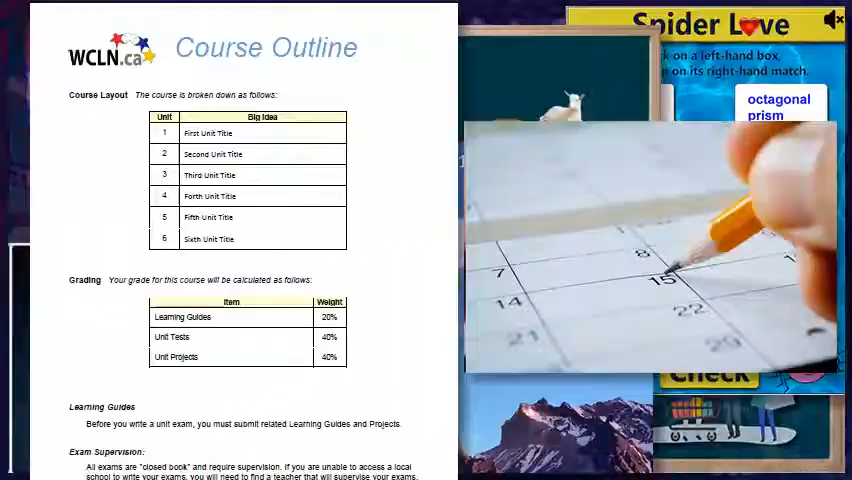 WCLN.ca
Course Outline
Course Layout The course is broken down as follows:
Unit Big Idea
1 First Unit Title
2 Second Unit Title
3 Third Unit Title
4 Forth Unit Title
5 Fifth Unit Title
6 Sixth Unit Title
Grading Your grade for this course will be calculated as follows:
Item Weight
Learning Guides 20%
Unit Tests 40%
Unit Projects 40%
Learning Guides
Before you write a unit exam, you must submit related Learning Guides and Projects.
Exam Supervision:
All exams are "closed book" and require supervision. If you are unable to access a local
school to write your exams, you will need to find a teacher that will supervise your exams.
Spider Love
on a left-hand box,
on its right-hand match.
octagonal
prism
7
8
14
15
21
22
29
Check